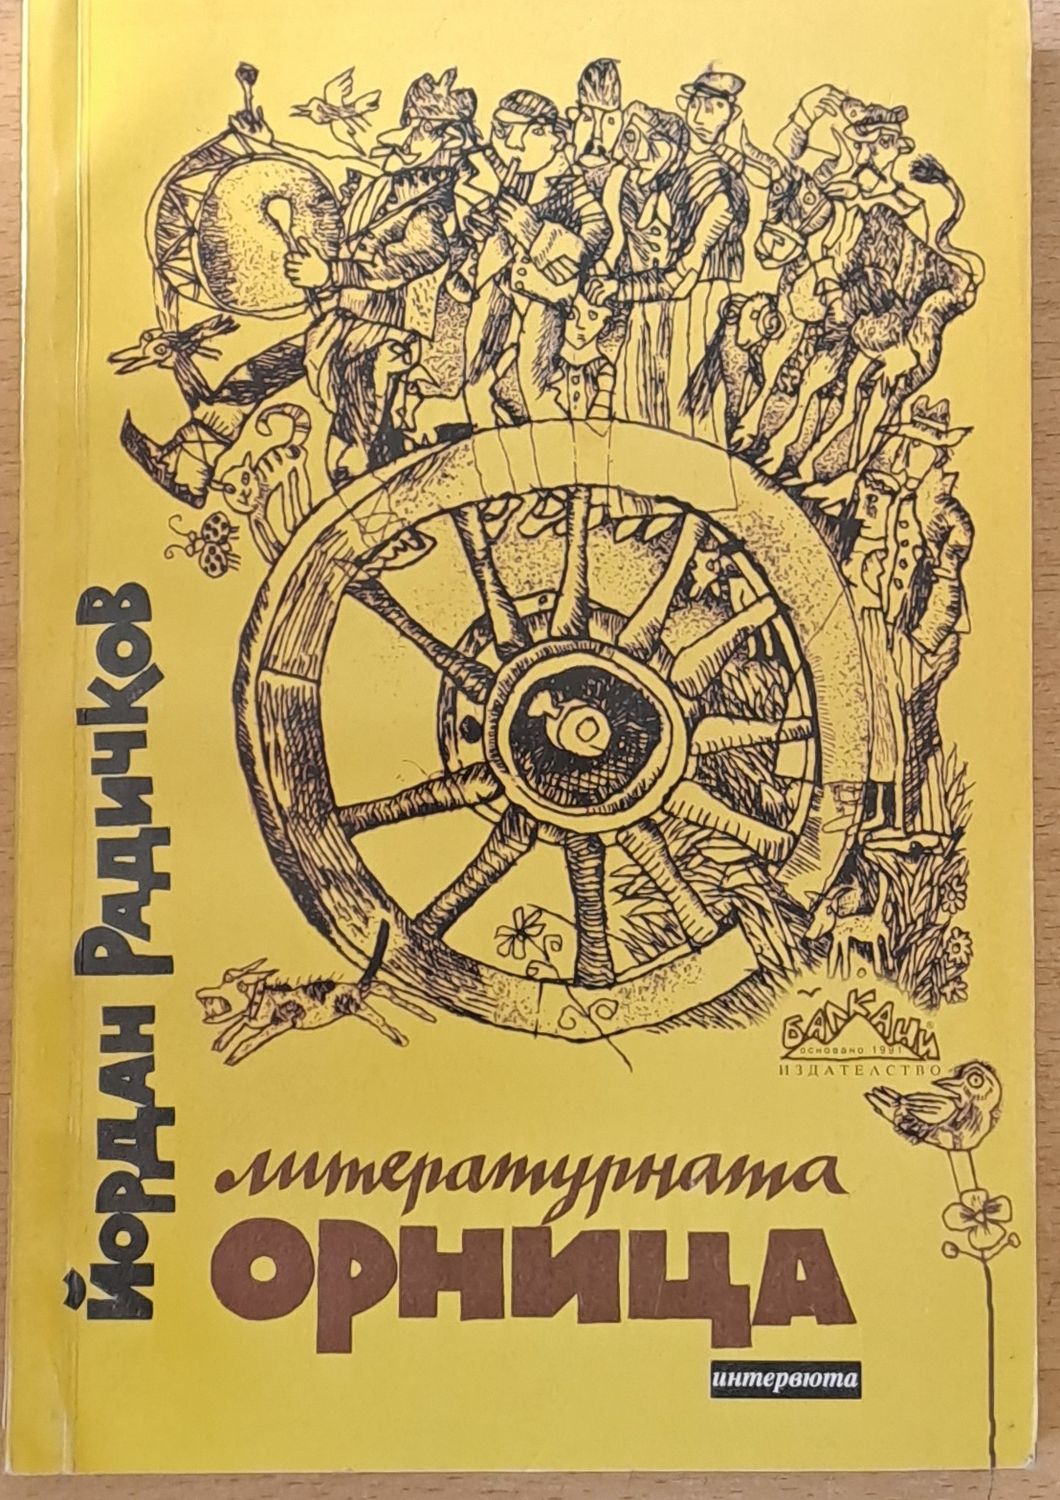 Йордан Радичков
БАЛКАНИ®
ОСНОВАНО 1991
ИЗДАТЕЛСТВО
литературната
ОРНИЦА
интервюта